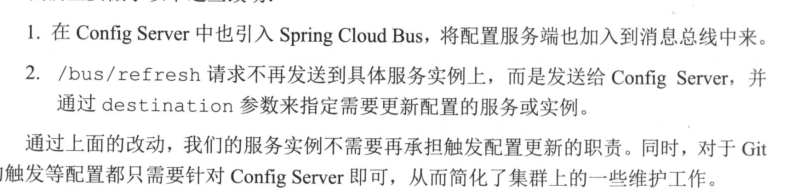 1. 在 Config Server 中也引入 Spring Cloud Bus，将配置服务端也加入到消息总线中来。
2. /bus/refresh 请求不再发送到具体服务实例上，而是发送给 Config Server，并
通过 destination 参数来指定需要更新配置的服务或实例。
通过上面的改动，我们的服务实例不需要再承担触发配置更新的职责。同时，对于 Git
触发等配置都只需要针对 Config Server 即可，从而简化了集群上的一些维护工作。